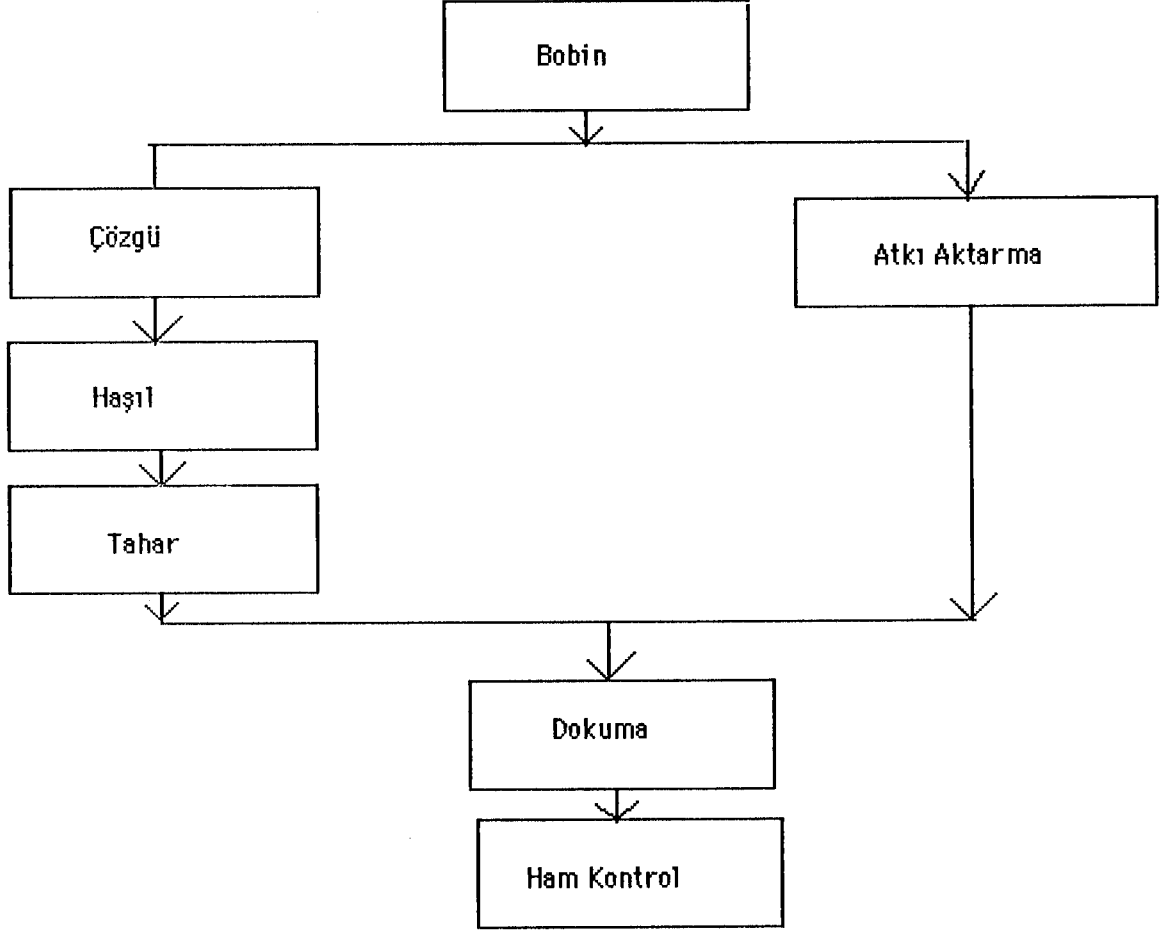 Bobin
Çözgü
Atkı Aktarma
Haşıl
Tahar
Dokuma
Ham Kontrol